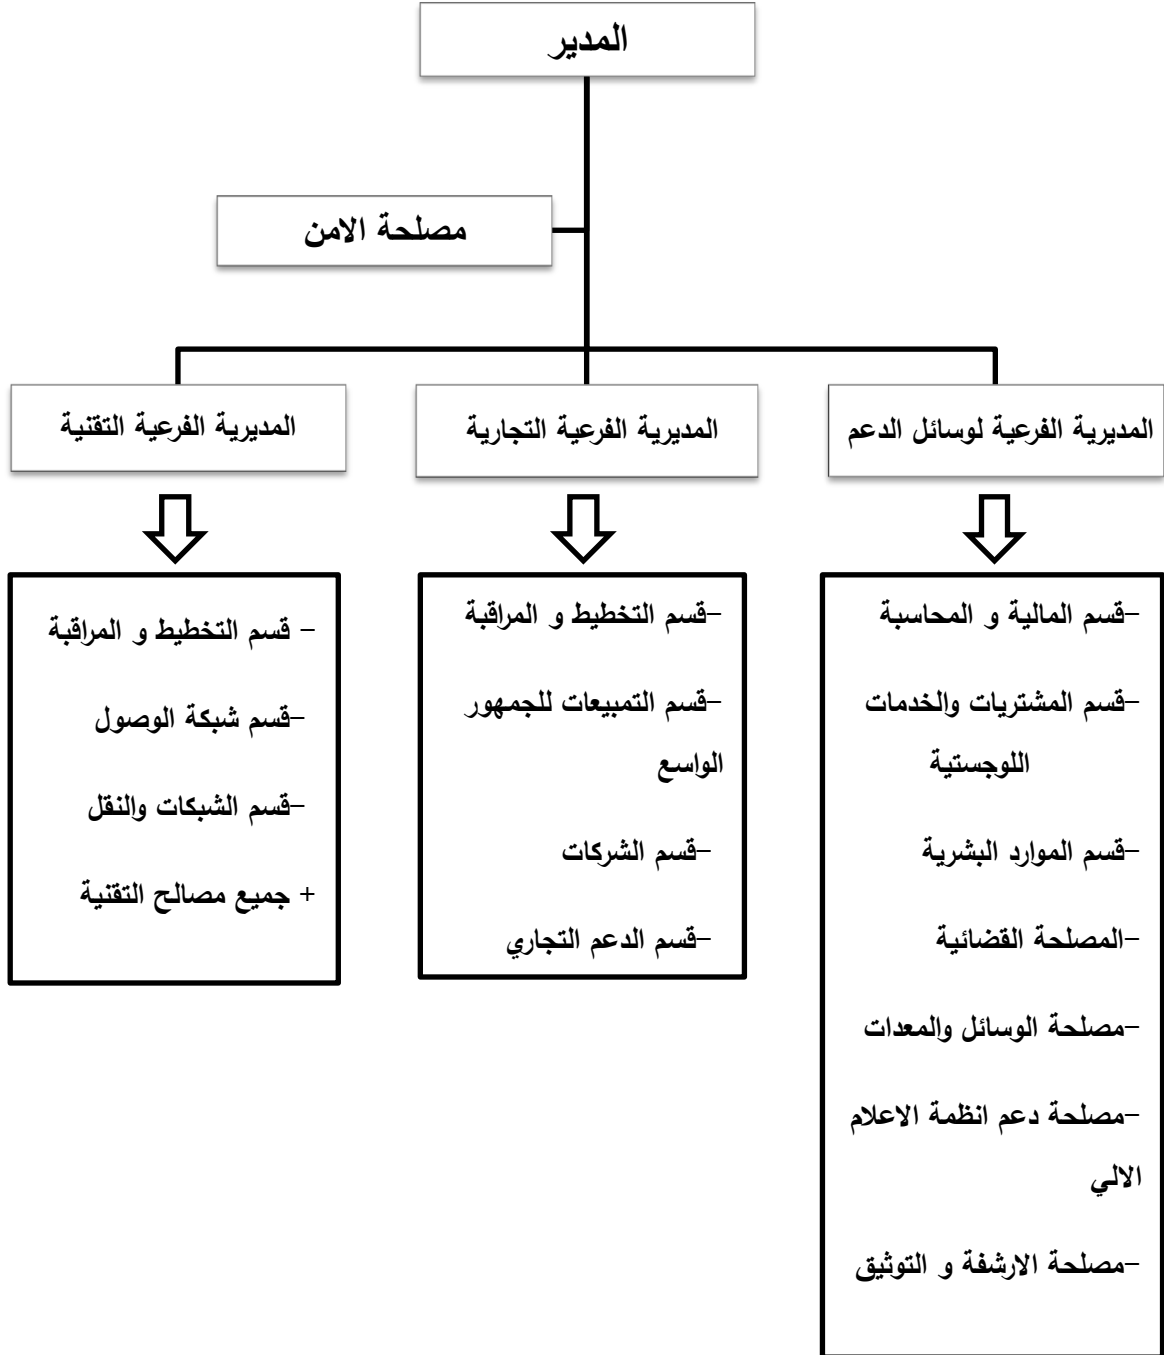 المدير
مصلحة الامن
المديرية الفرعية لوسائل الدعم
المديرية الفرعية التجارية
المديرية الفرعية التقنية
-قسم المالية و المحاسبة
-قسم المشتريات والخدمات
اللوجستية
-قسم الموارد البشرية
-المصلحة القضائية
-مصلحة الوسائل والمعدات
-مصلحة دعم انظمة الاعلام
الالي
-مصلحة الارشفة و التوثيق
-قسم التخطيط و المراقبة
-قسم التمبيعات للجمهور
الواسع
-قسم الشركات
-قسم الدعم التجاري
- قسم التخطيط و المراقبة
-قسم شبكة الوصول
-قسم الشبكات والنقل
+ جميع مصالح التقنية